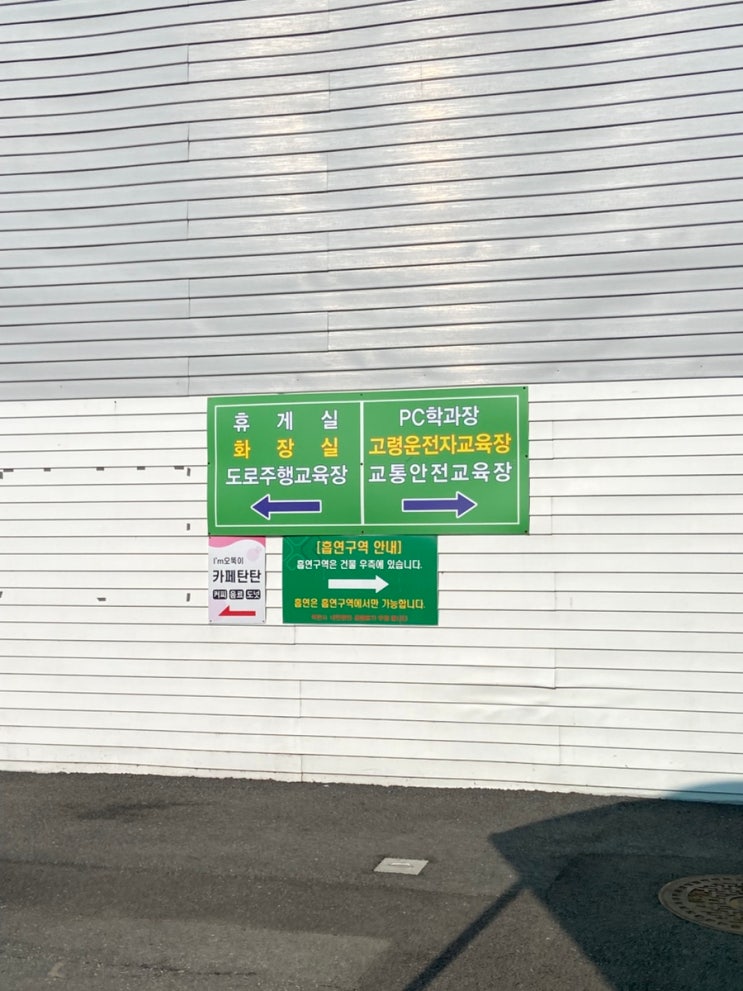 휴 게 실
화 장 실
도로주행교육장
PC학과장
고령운전자교육장
교통안전교육장
I'm오뚝이
카페탄탄
커피 음료 도넛
[흡연구역 안내]
흡연구역은 건물 우측에 있습니다.
흡연은 흡연구역에서만 가능합니다.